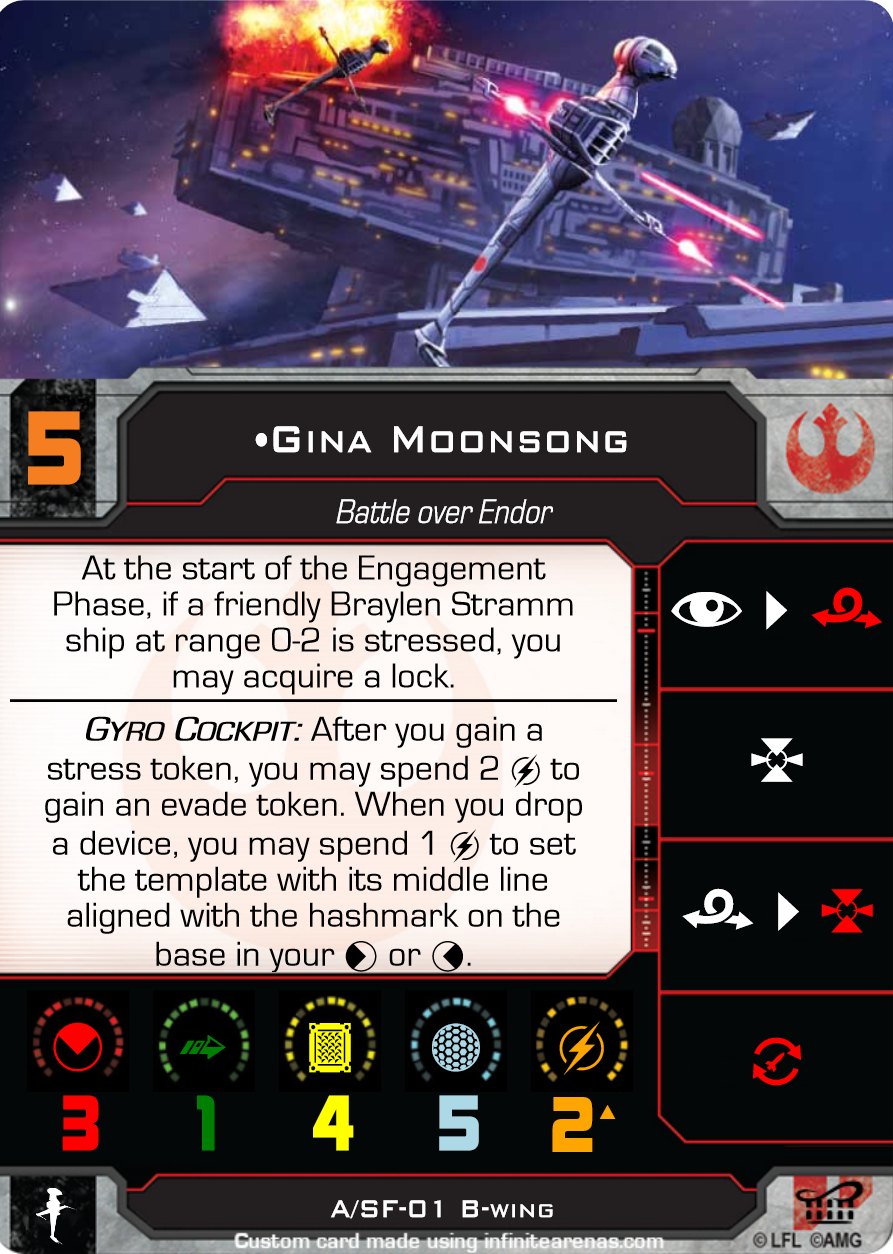 5
•Gina Moonsong
Battle over Endor
At the start of the Engagement
Phase, if a friendly Braylen Stramm
ship at range 0-2 is stressed, you
may acquire a lock.
Gyro Cockpit: After you gain a
stress token, you may spend 2 to
gain an evade token. When you drop
a device, you may spend 1 to set
the template with its middle line
aligned with the hashmark on the
base in your or .
3 1 4 5 2
A/SF-01 B-wing
Custom card made using infinitearenas.com
© LFL ©AMG